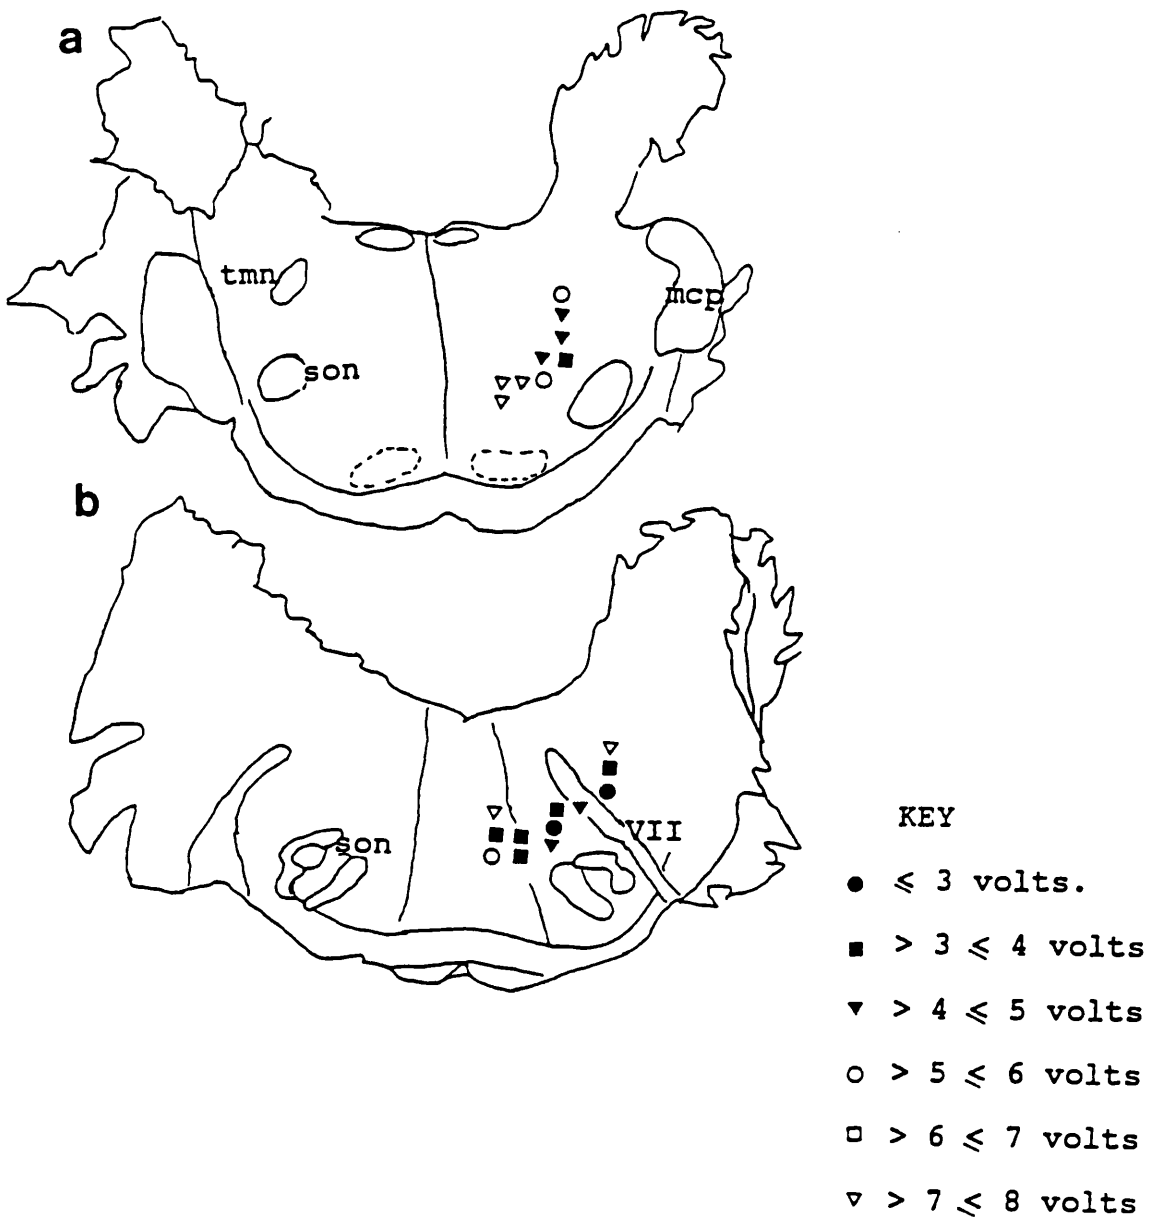 a
tmn
mcp
son
b
son
VII
KEY
● ⩽ 3 volts.
■ > 3 ⩽ 4 volts
▼ > 4 ⩽ 5 volts
○ > 5 ⩽ 6 volts
□ > 6 ⩽ 7 volts
▽ > 7 ⩽ 8 volts